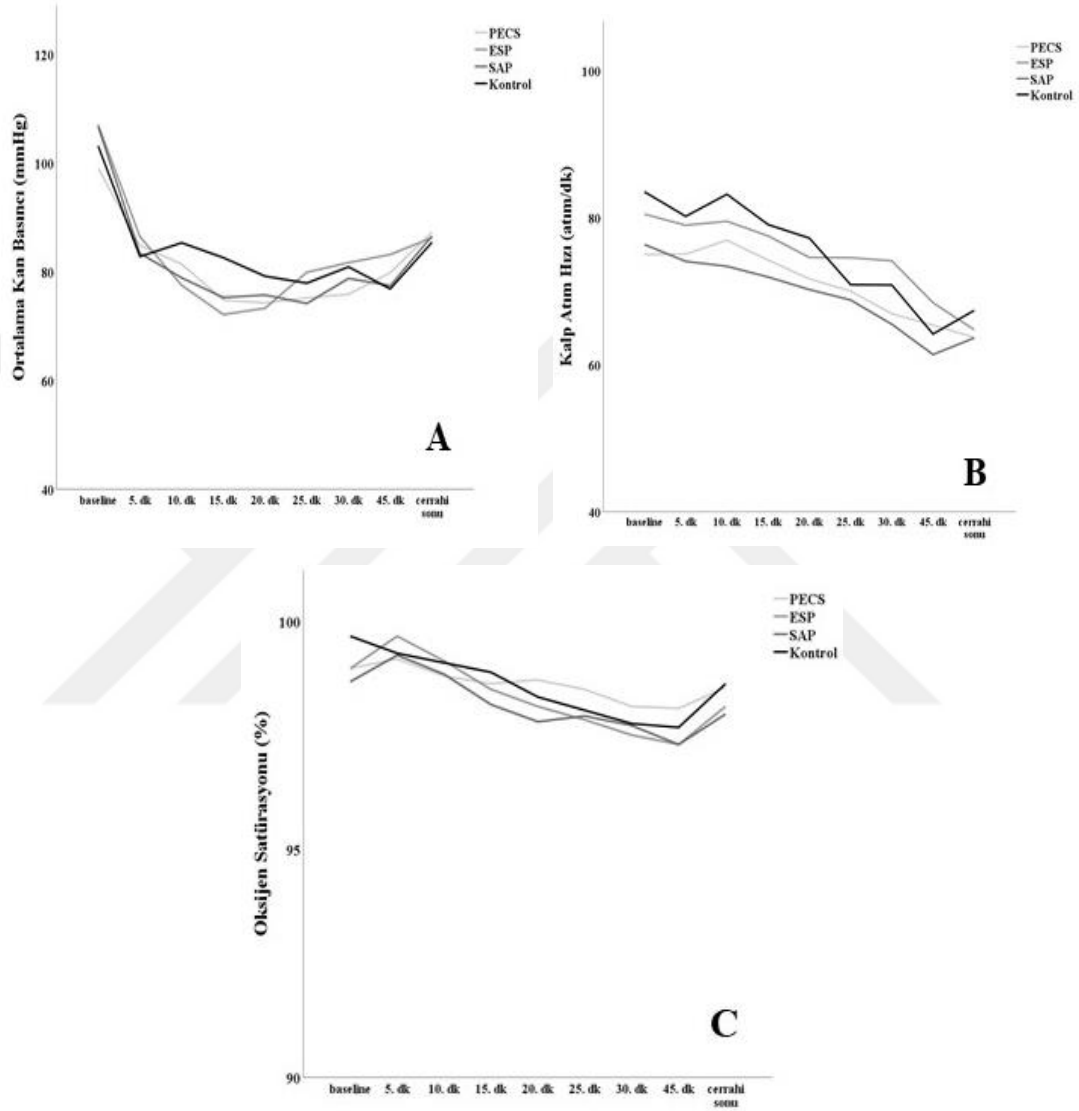 PECS
ESP
SAP
Kontrol
Ortalama Kan Basıncı (mmHg)
120
100
80
60
40
baseline 5. dk 10. dk 15. dk 20. dk 25. dk 30. dk 45. dk cerrahi
sonu
A
PECS
ESP
SAP
Kontrol
Kalp Atım Hızı (atım/dk)
100
80
60
40
baseline 5. dk 10. dk 15. dk 20. dk 25. dk 30. dk 45. dk cerrahi
sonu
B
PECS
ESP
SAP
Kontrol
Oksijen Satürasyonu (%)
100
95
90
baseline 5. dk 10. dk 15. dk 20. dk 25. dk 30. dk 45. dk cerrahi
sonu
C